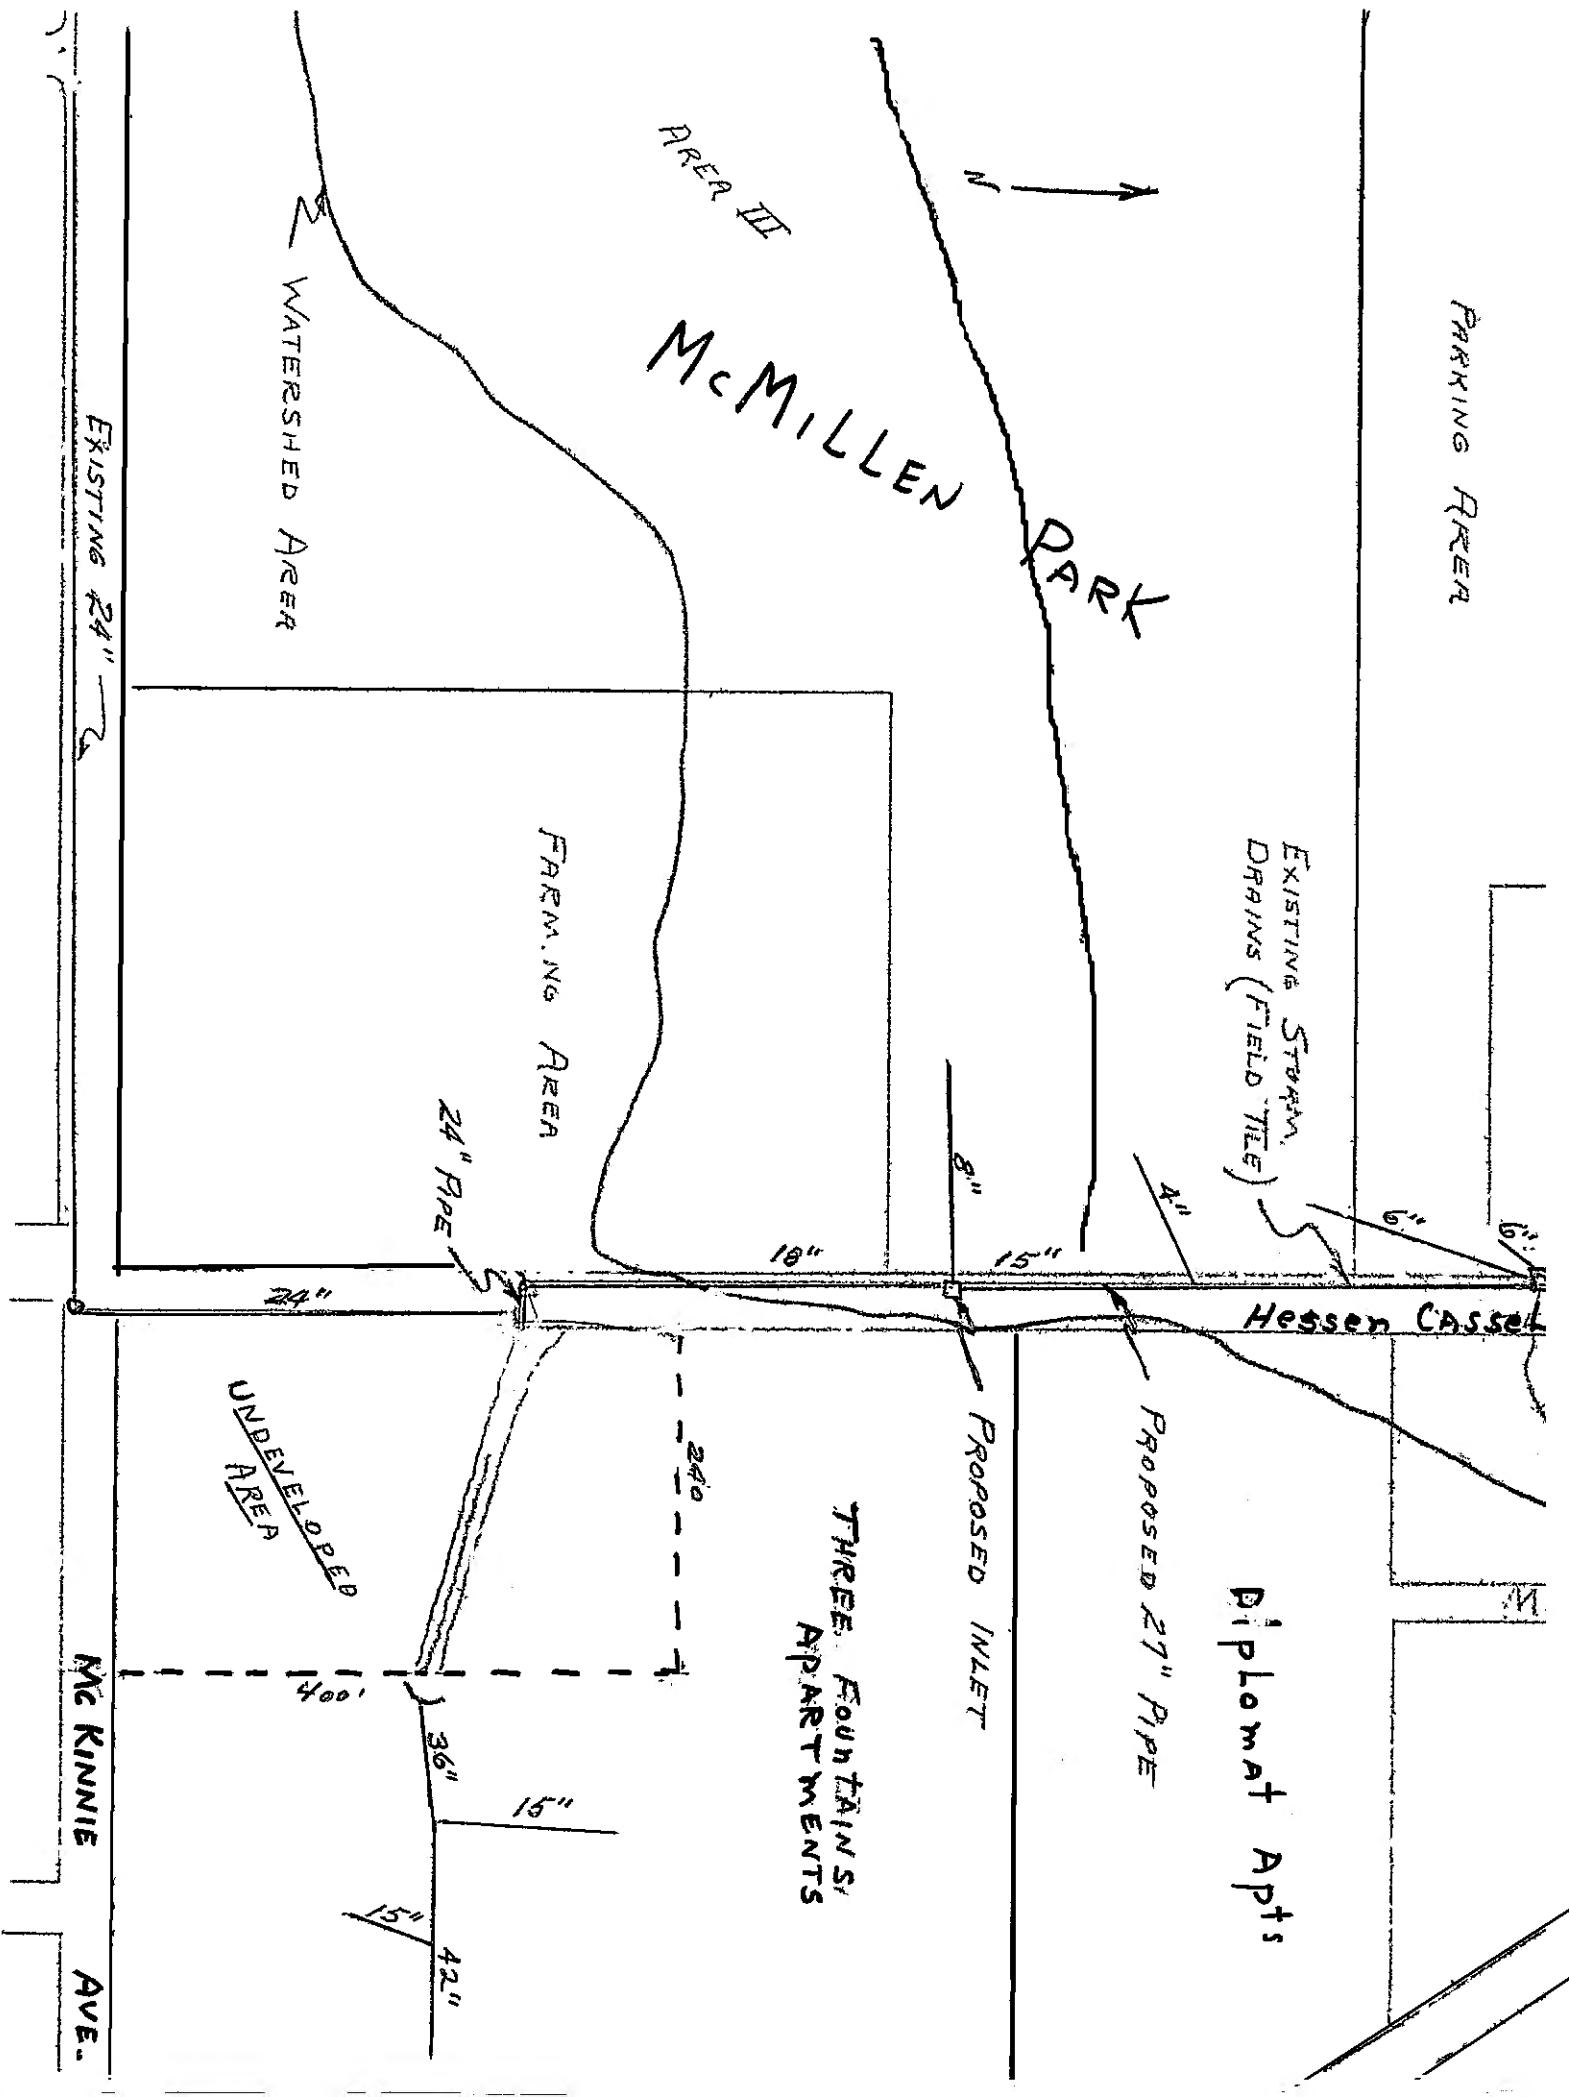 PARKING AREA
N
AREA III
McMILLEN
PARK
WATERSHED AREA
EXISTING 24"
EXISTING STORM
DRAINS (FIELD TILE)
FARMING AREA
24" PIPE
8"
4"
6"
6"
18"
15"
24"
Hessen CASSEL
PROPOSED 27" PIPE
PROPOSED INLET
240
UNDEVELOPED
AREA
Diplomat Apts
M
THREE FOUNTAINS
APARTMENTS
400'
36"
15"
15"
42"
MC KINNIE AVE.